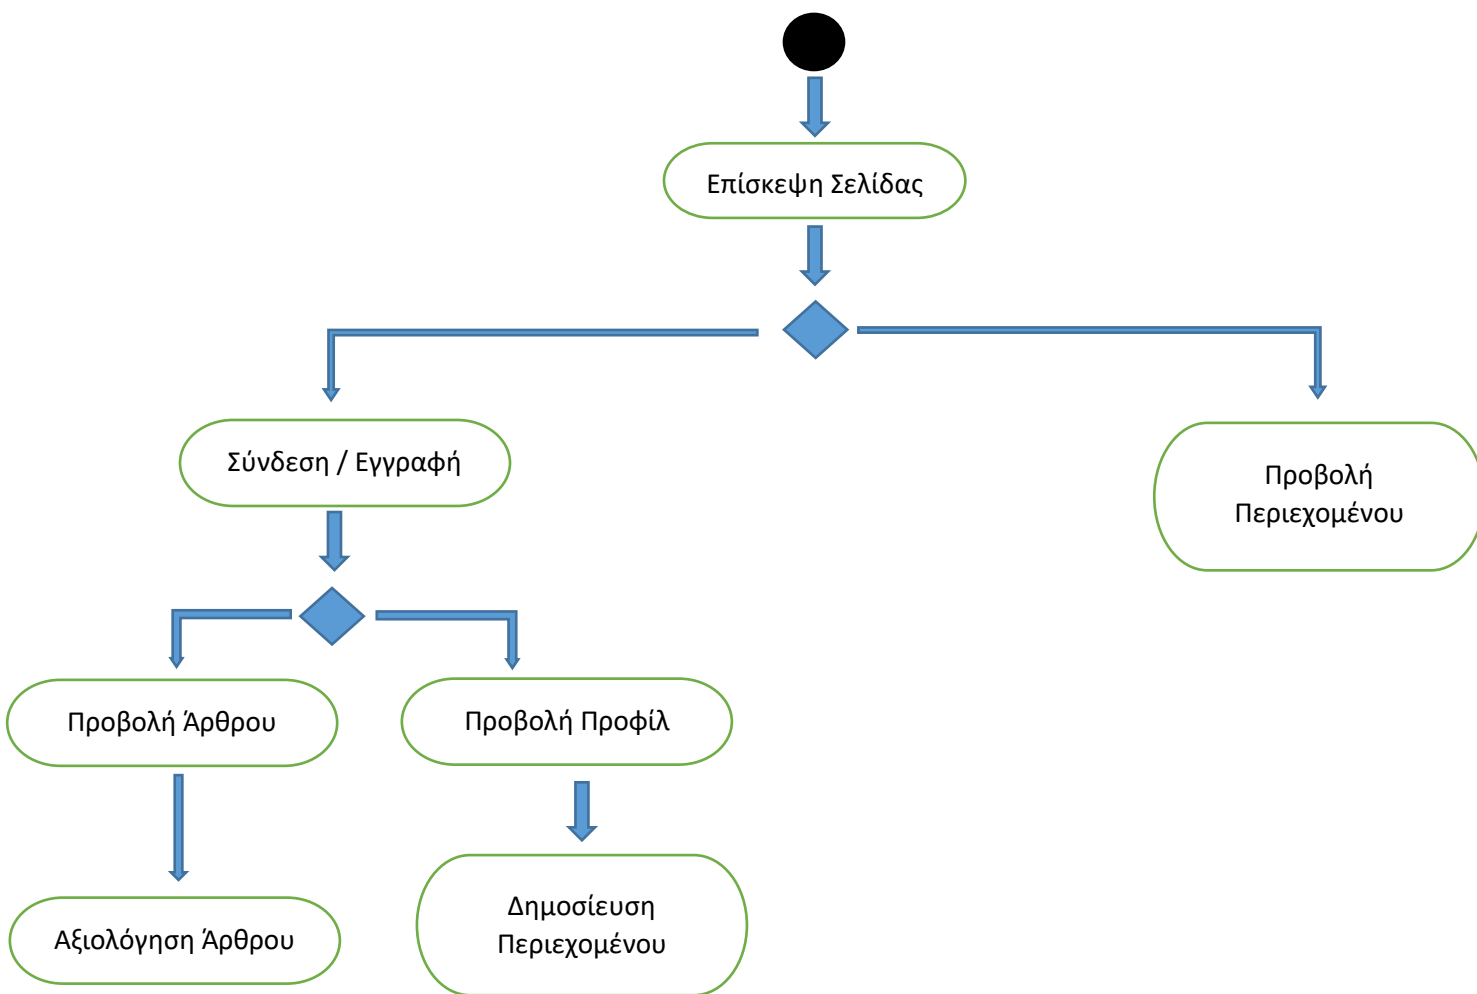 Επίσκεψη Σελίδας
Σύνδεση / Εγγραφή
Προβολή
Περιεχομένου
Προβολή Άρθρου
Προβολή Προφίλ
Αξιολόγηση Άρθρου
Δημοσίευση
Περιεχομένου